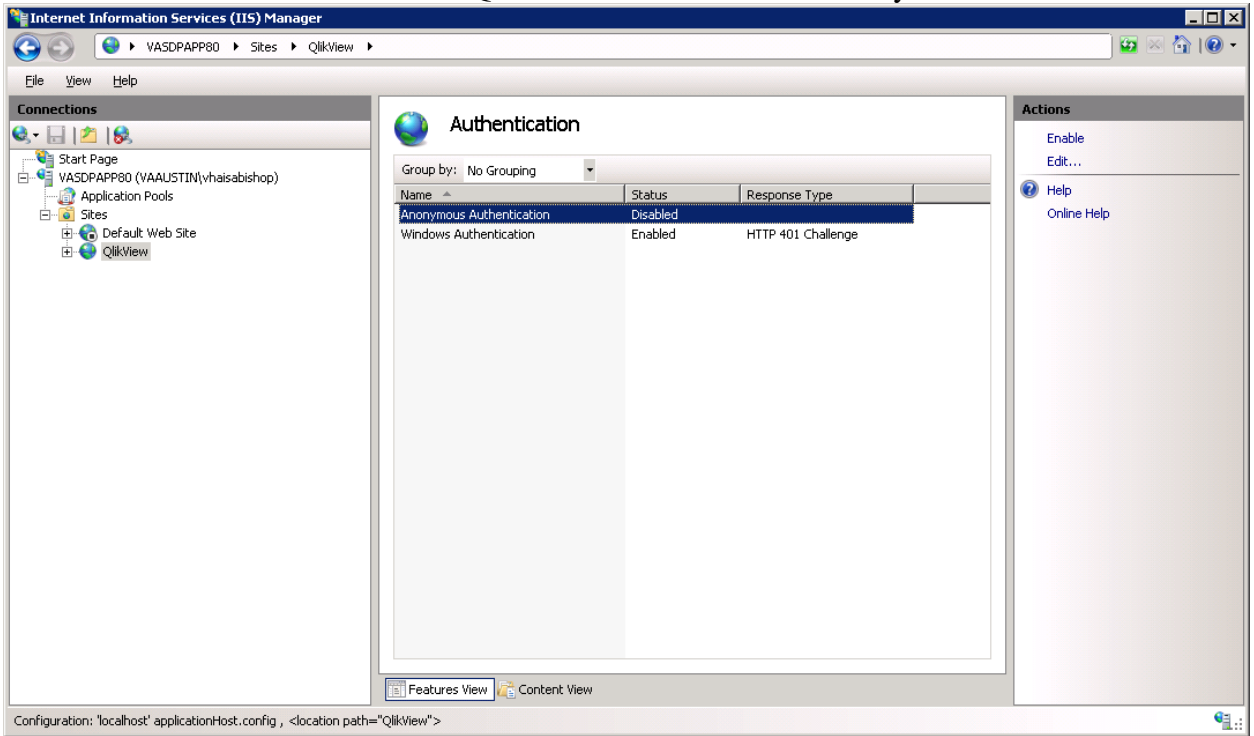 Internet Information Services (IIS) Manager
VASDPAPP80 Sites QlikView
File View Help
Connections
Start Page
VASDPAPP80 (VAAUSTIN\vhaisabishop)
Application Pools
Sites
Default Web Site
QlikView
Authentication
Group by: No Grouping
Name Status Response Type
Anonymous Authentication Disabled
Windows Authentication Enabled HTTP 401 Challenge
Features View Content View
Actions
Enable
Edit...
Help
Online Help
Configuration: 'localhost' applicationHost.config , <location path="QlikView">